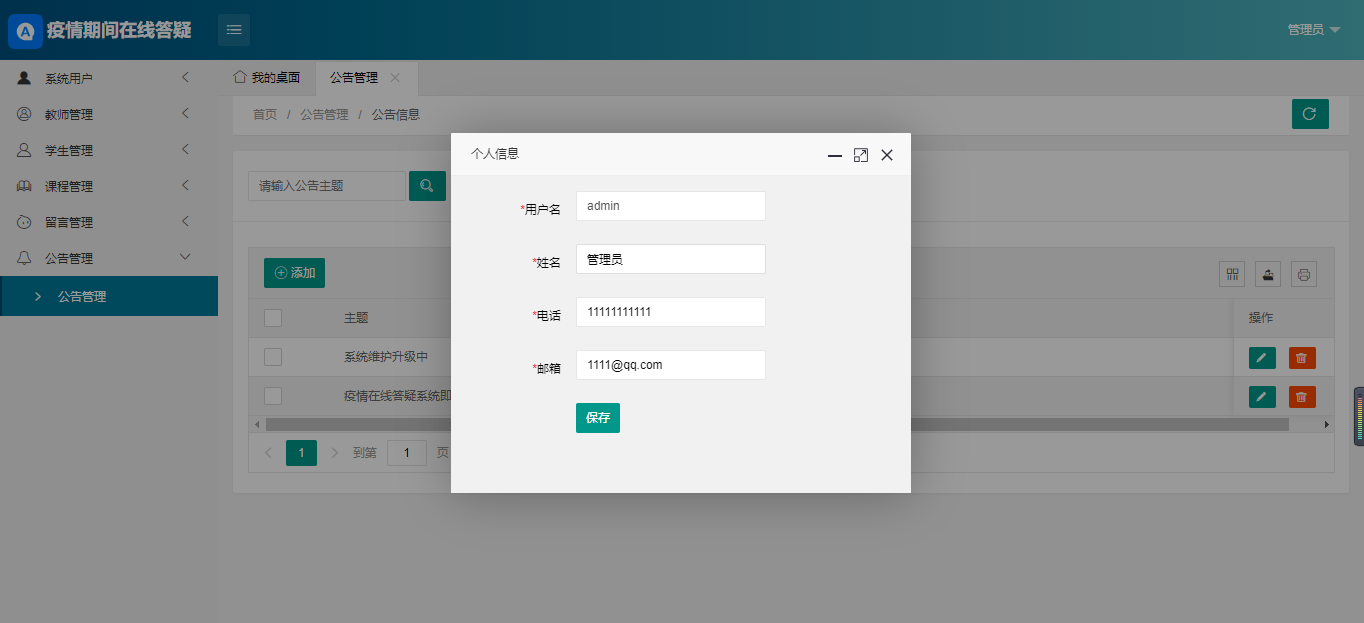 疫情期间在线答疑
管理员
系统用户
教师管理
学生管理
课程管理
留言管理
公告管理
公告管理
我的桌面
公告管理
首页 / 公告管理 / 公告信息
请输入公告主题
添加
主题
操作
系统维护升级中
疫情在线答疑系统即
1
到第
1
页
个人信息
*用户名
admin
*姓名
管理员
*电话
11111111111
*邮箱
1111@qq.com
保存